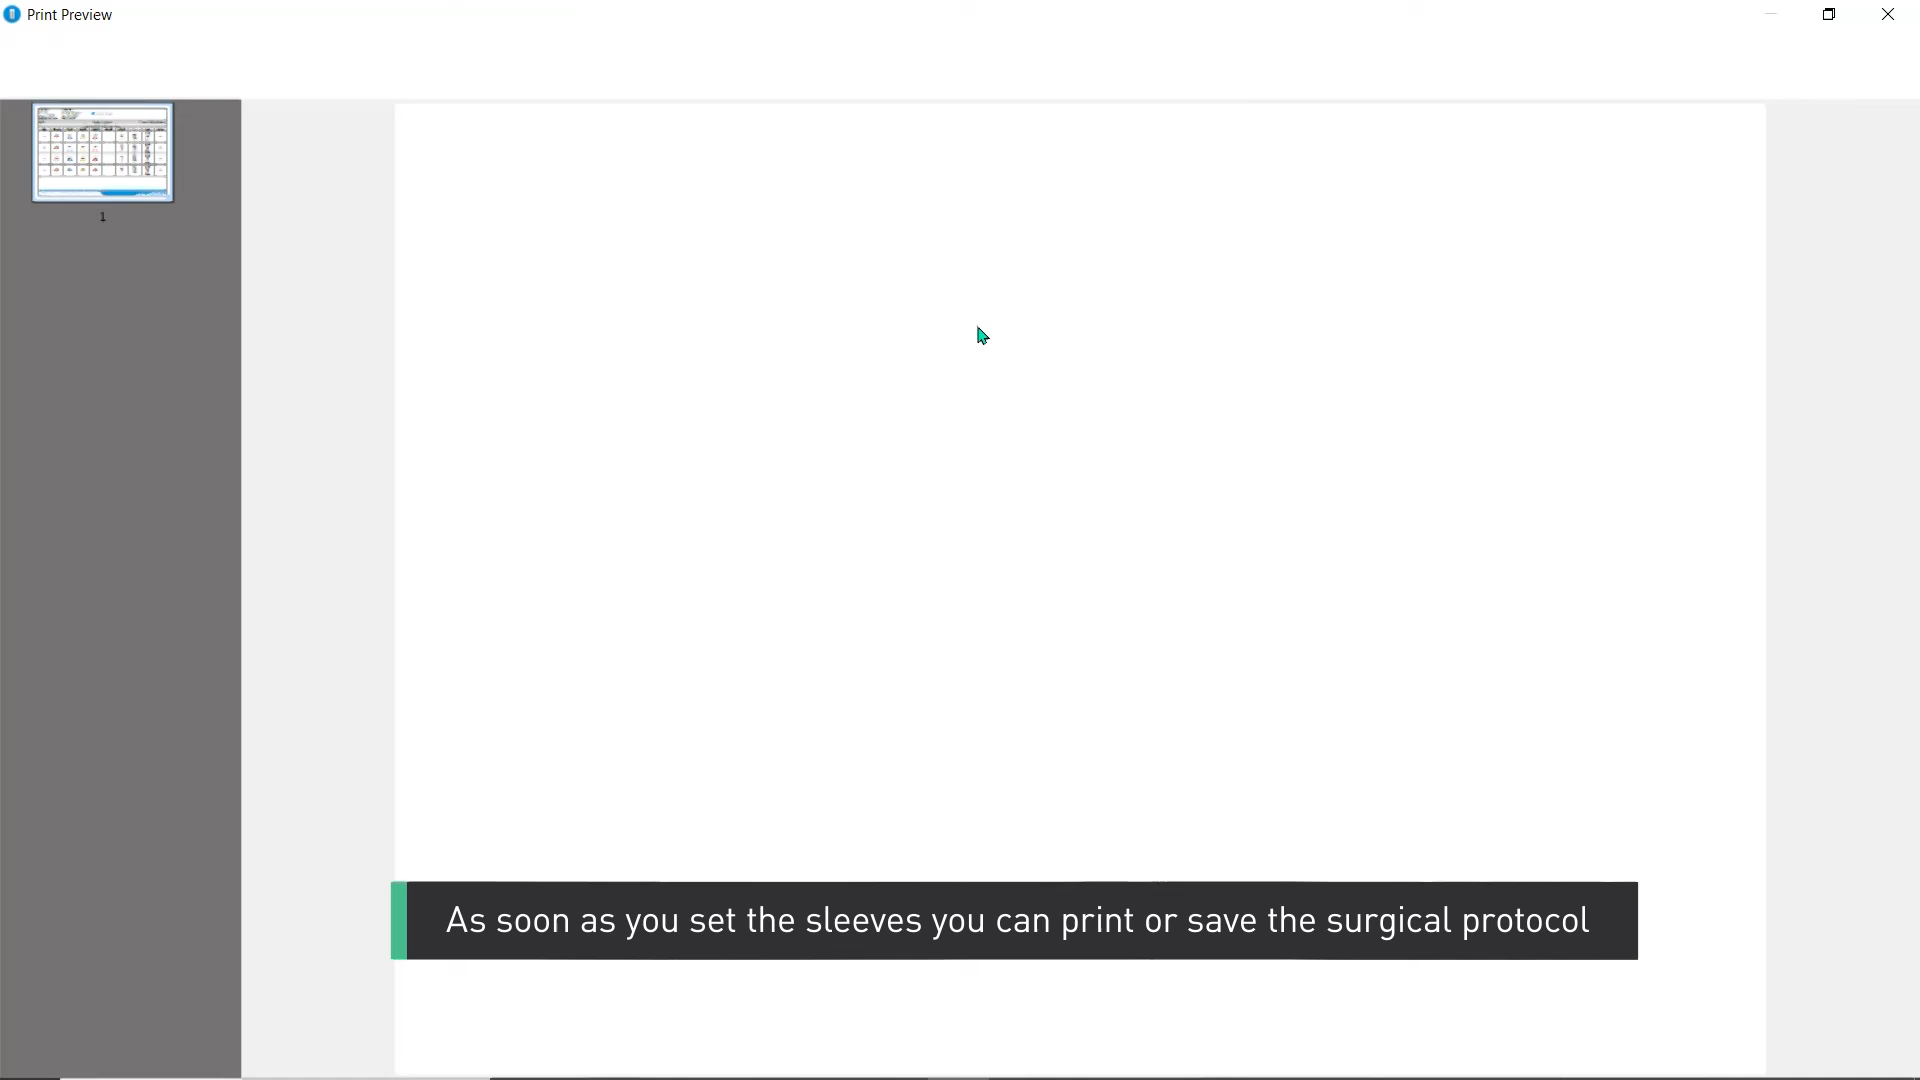 Print Preview
1
As soon as you set the sleeves you can print or save the surgical protocol